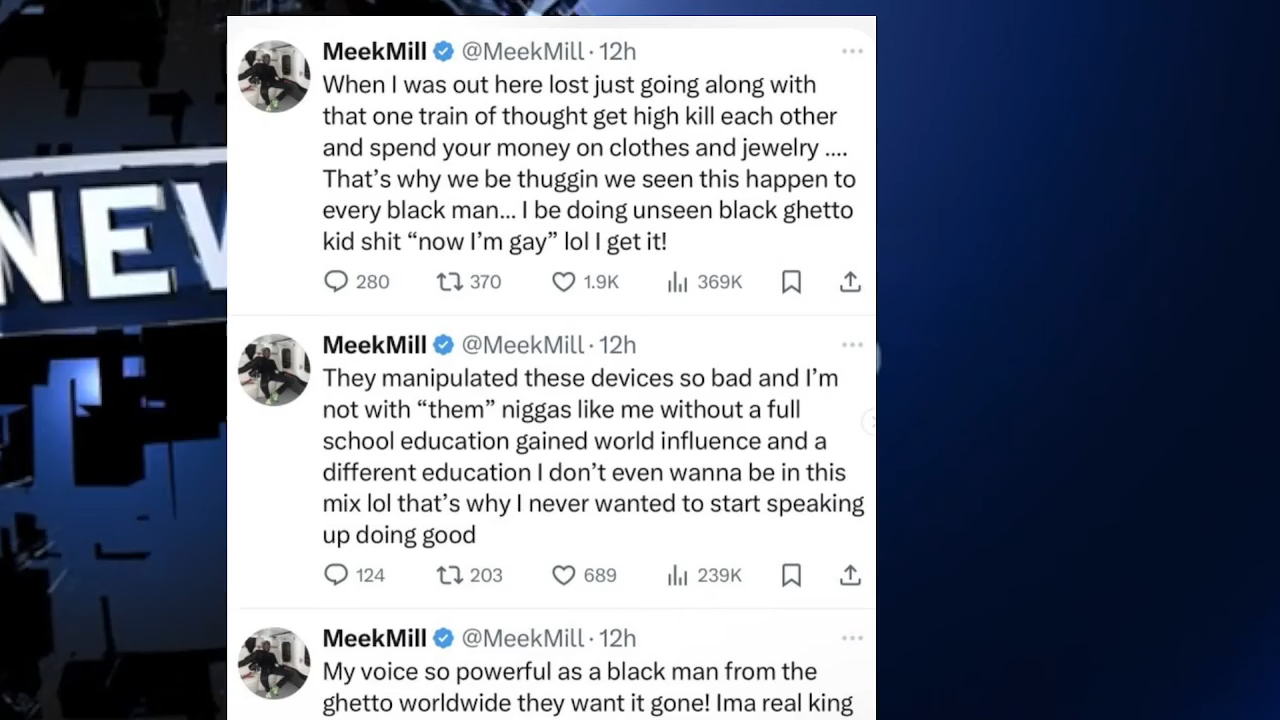 NEW
MeekMill @MeekMill · 12h
When I was out here lost just going along with
that one train of thought get high kill each other
and spend your money on clothes and jewelry ....
That’s why we be thuggin we seen this happen to
every black man... I be doing unseen black ghetto
kid shit “now I’m gay” lol I get it!
280 370 1.9K 369K
MeekMill @MeekMill · 12h
They manipulated these devices so bad and I’m
not with “them” niggas like me without a full
school education gained world influence and a
different education I don’t even wanna be in this
mix lol that’s why I never wanted to start speaking
up doing good
124 203 689 239K
MeekMill @MeekMill · 12h
My voice so powerful as a black man from the
ghetto worldwide they want it gone! Ima real king